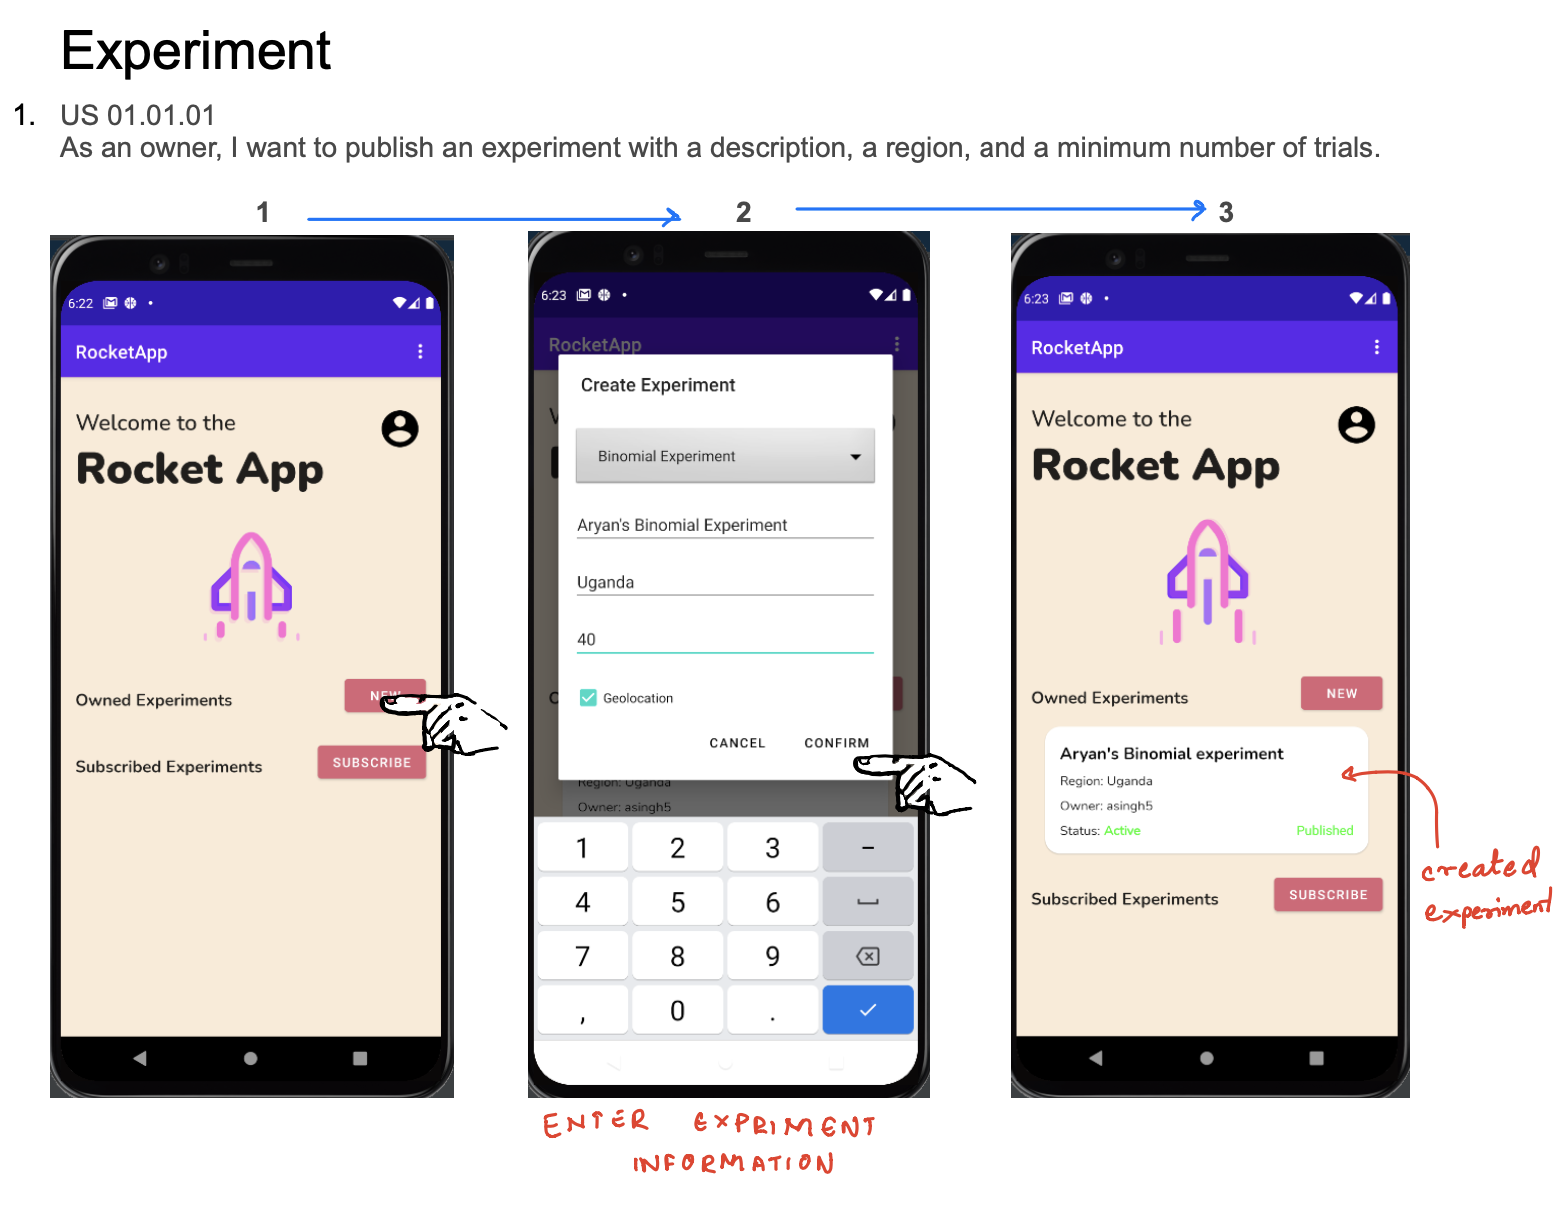 Experiment
1. US 01.01.01
As an owner, I want to publish an experiment with a description, a region, and a minimum number of trials.
1
2
3
6:22
RocketApp
Welcome to the
Rocket App
Owned Experiments
NEW
Subscribed Experiments
SUBSCRIBE
6:23
RocketApp
Create Experiment
Binomial Experiment
Aryan's Binomial Experiment
Uganda
40
Geolocation
CANCEL
CONFIRM
Region: Uganda
Owner: asingh5
1 2 3 -
4 5 6
7 8 9
, 0 .
ENTER EXPRIMENT
INFORMATION
6:23
RocketApp
Welcome to the
Rocket App
Owned Experiments
NEW
Aryan's Binomial experiment
Region: Uganda
Owner: asingh5
Status: Active
Published
Subscribed Experiments
SUBSCRIBE
created
experiment